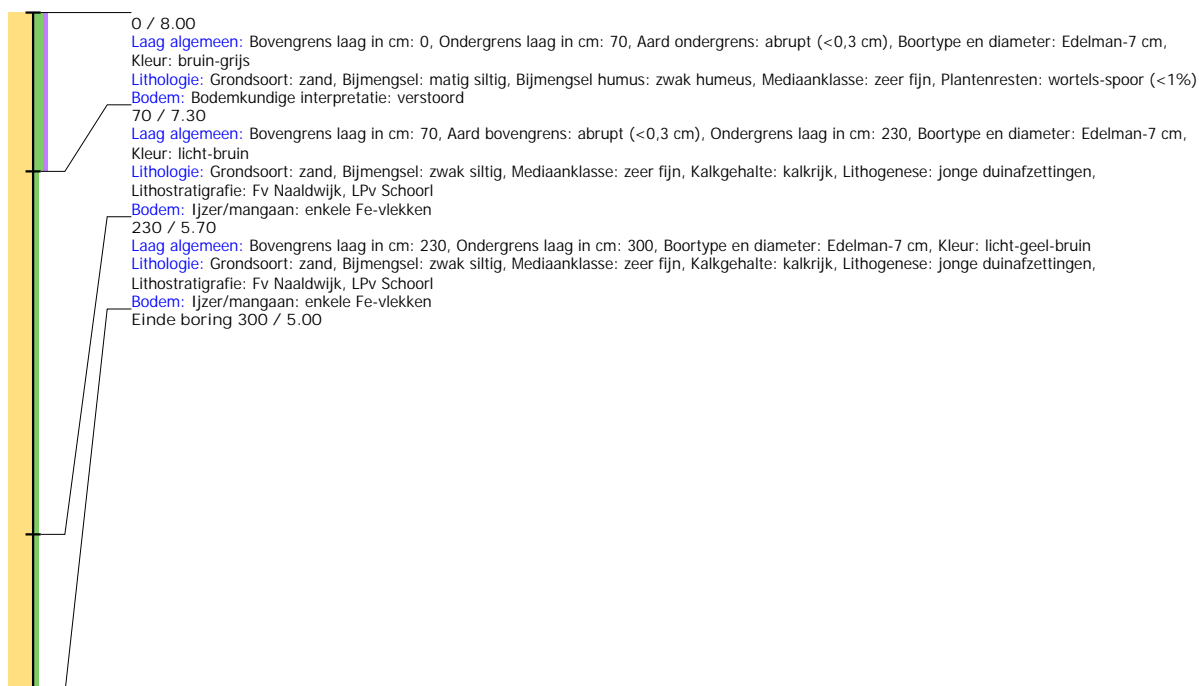 0 / 8.00
Laag algemeen: Bovengrens laag in cm: 0, Ondergrens laag in cm: 70, Aard ondergrens: abrupt (<0,3 cm), Boortype en diameter: Edelman-7 cm,
Kleur: bruin-grijs
Lithologie: Grondsoort: zand, Bijmengsel: matig siltig, Bijmengsel humus: zwak humeus, Mediaanklasse: zeer fijn, Plantenresten: wortels-spoor (<1%)
Bodem: Bodemkundige interpretatie: verstoord
70 / 7.30
Laag algemeen: Bovengrens laag in cm: 70, Aard bovengrens: abrupt (<0,3 cm), Ondergrens laag in cm: 230, Boortype en diameter: Edelman-7 cm,
Kleur: licht-bruin
Lithologie: Grondsoort: zand, Bijmengsel: zwak siltig, Mediaanklasse: zeer fijn, Kalkgehalte: kalkrijk, Lithogenese: jonge duinafzettingen,
Lithostratigrafie: Fv Naaldwijk, LPv Schoorl
Bodem: Ijzer/mangaan: enkele Fe-vlekken
230 / 5.70
Laag algemeen: Bovengrens laag in cm: 230, Ondergrens laag in cm: 300, Boortype en diameter: Edelman-7 cm, Kleur: licht-geel-bruin
Lithologie: Grondsoort: zand, Bijmengsel: zwak siltig, Mediaanklasse: zeer fijn, Kalkgehalte: kalkrijk, Lithogenese: jonge duinafzettingen,
Lithostratigrafie: Fv Naaldwijk, LPv Schoorl
Bodem: Ijzer/mangaan: enkele Fe-vlekken
Einde boring 300 / 5.00